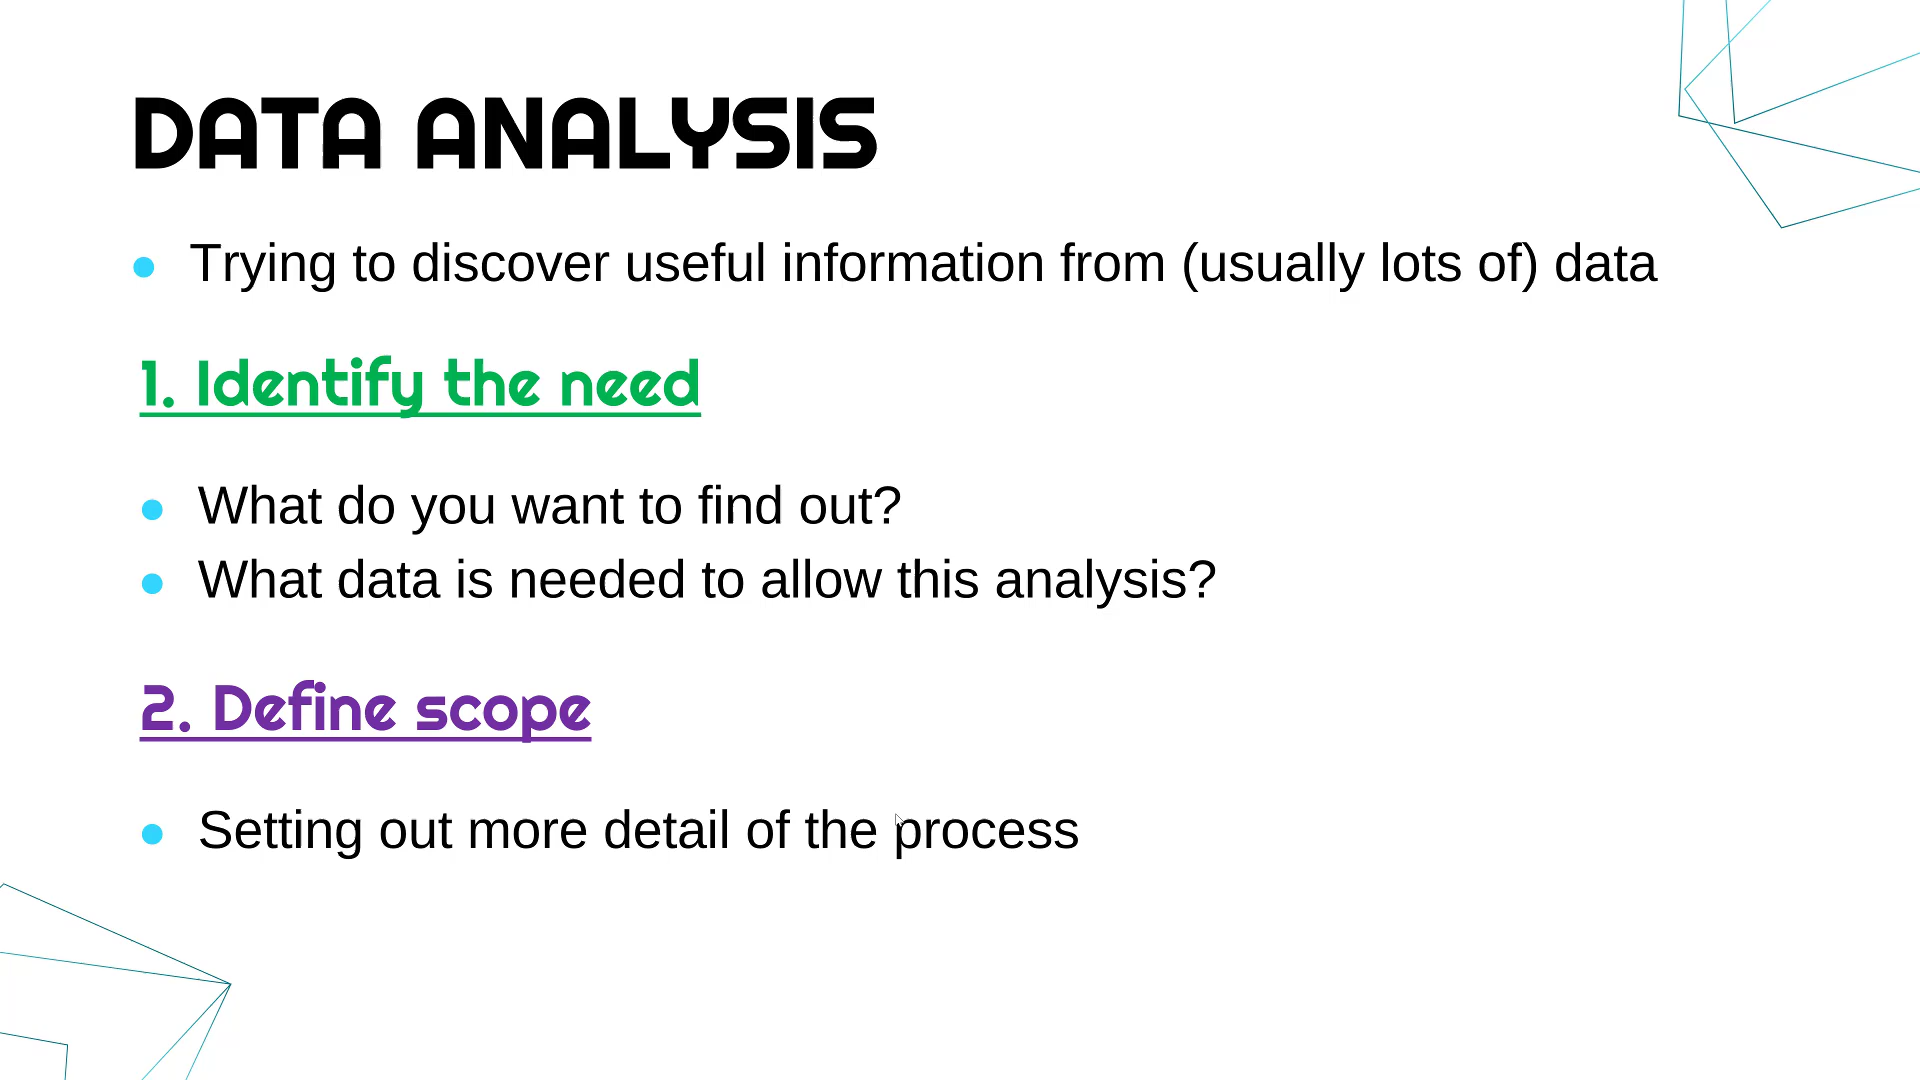 DATA ANALYSIS
Trying to discover useful information from (usually lots of) data
1. Identify the need
What do you want to find out?
What data is needed to allow this analysis?
2. Define scope
Setting out more detail of the process